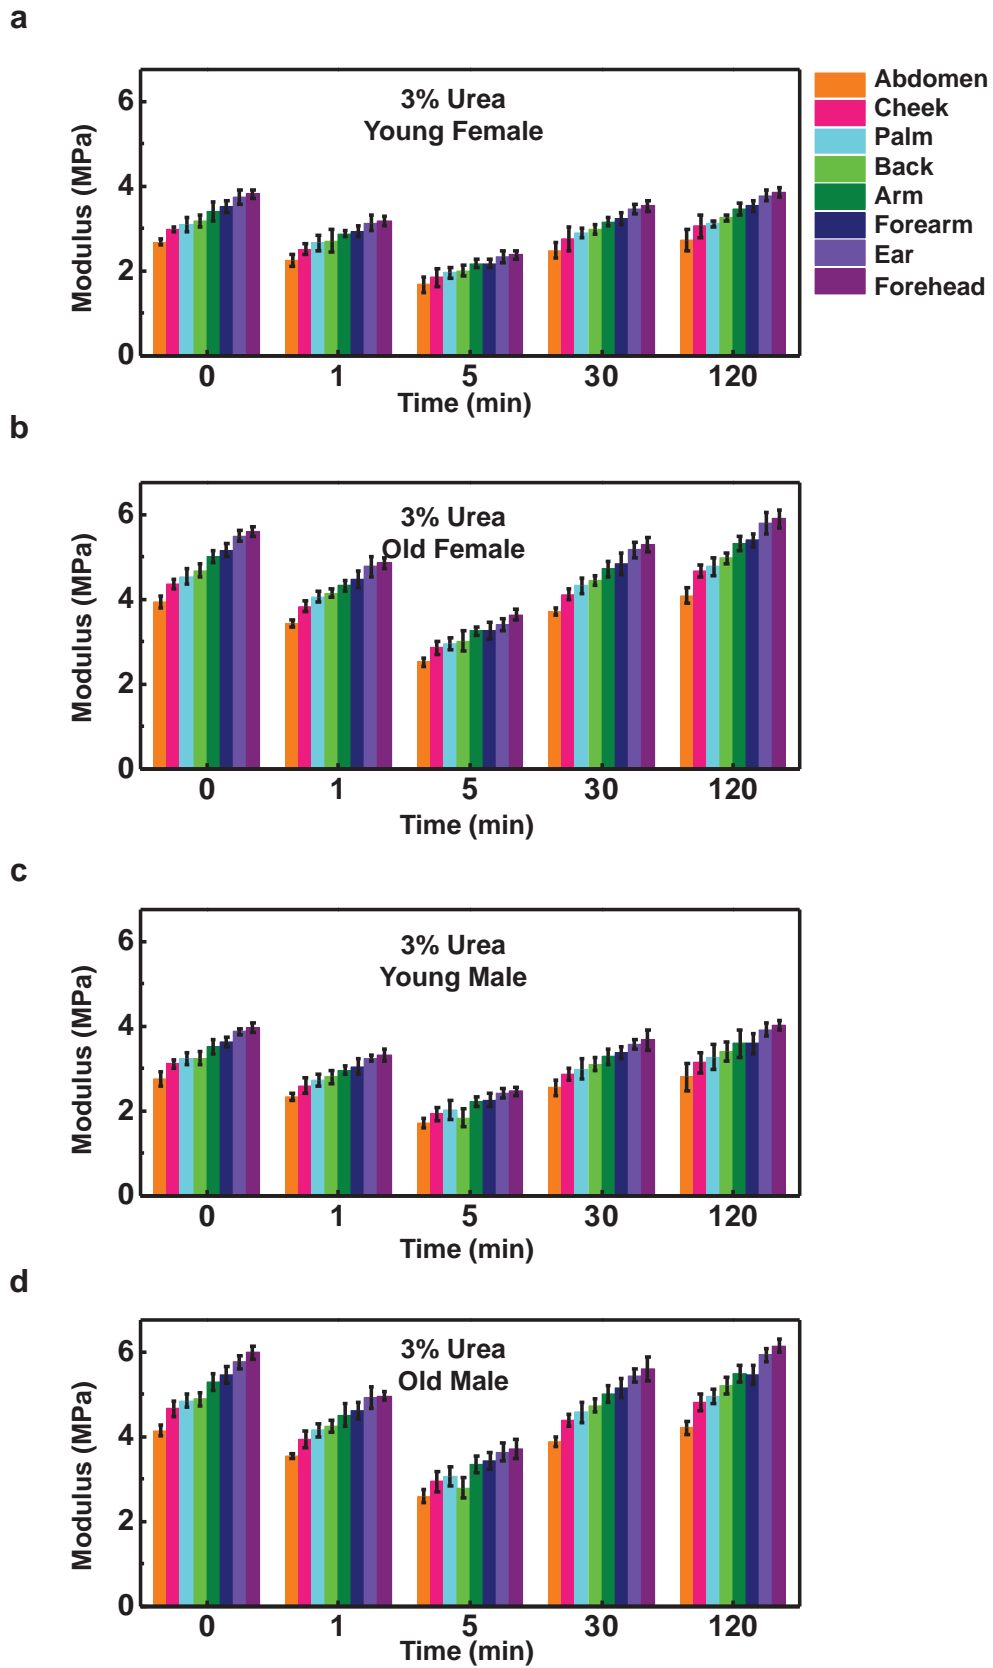 a
3% Urea
Young Female
Modulus (MPa)
6
4
2
0
0 1 5 30 120
Time (min)
Abdomen
Cheek
Palm
Back
Arm
Forearm
Ear
Forehead
b
3% Urea
Old Female
Modulus (MPa)
6
4
2
0
0 1 5 30 120
Time (min)
c
3% Urea
Young Male
Modulus (MPa)
6
4
2
0
0 1 5 30 120
Time (min)
d
3% Urea
Old Male
Modulus (MPa)
6
4
2
0
0 1 5 30 120
Time (min)